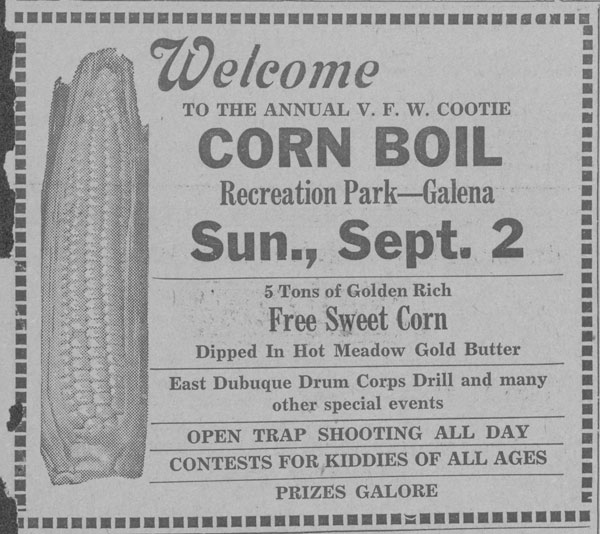 Welcome
TO THE ANNUAL V. F. W. COOTIE
CORN BOIL
Recreation Park—Galena
Sun., Sept. 2
5 Tons of Golden Rich
Free Sweet Corn
Dipped In Hot Meadow Gold Butter
East Dubuque Drum Corps Drill and many
other special events
OPEN TRAP SHOOTING ALL DAY
CONTESTS FOR KIDDIES OF ALL AGES
PRIZES GALORE